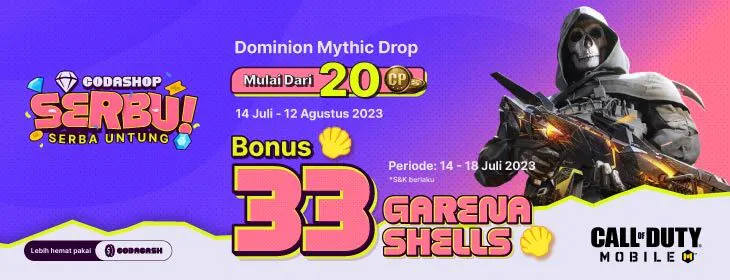 CODASHOP
SERBU!
SERBA UNTUNG
Dominion Mythic Drop
Mulai Dari 20 CP
14 Juli - 12 Agustus 2023
Bonus
Periode: 14 - 18 Juli 2023
*S&K berlaku
33 GARENA
SHELLS
Lebih hemat pakai CODACASH
CALL OF DUTY
MOBILE